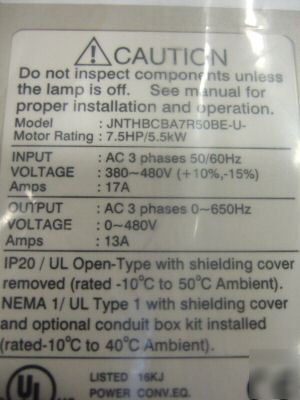 CAUTION
Do not inspect components unless
the lamp is off. See manual for
proper installation and operation.
Model : JNTHBCBA7R50BE-U-
Motor Rating : 7.5HP/5.5kW
INPUT : AC 3 phases 50/60Hz
VOLTAGE : 380~480V (+10%,-15%)
Amps : 17A
OUTPUT : AC 3 phases 0~650Hz
VOLTAGE : 0~480V
Amps : 13A
IP20 / UL Open-Type with shielding cover
removed (rated -10°C to 50°C Ambient).
NEMA 1/ UL Type 1 with shielding cover
and optional conduit box kit installed
(rated-10°C to 40°C Ambient).
UL LISTED 16KJ CE
POWER CONV.EQ.